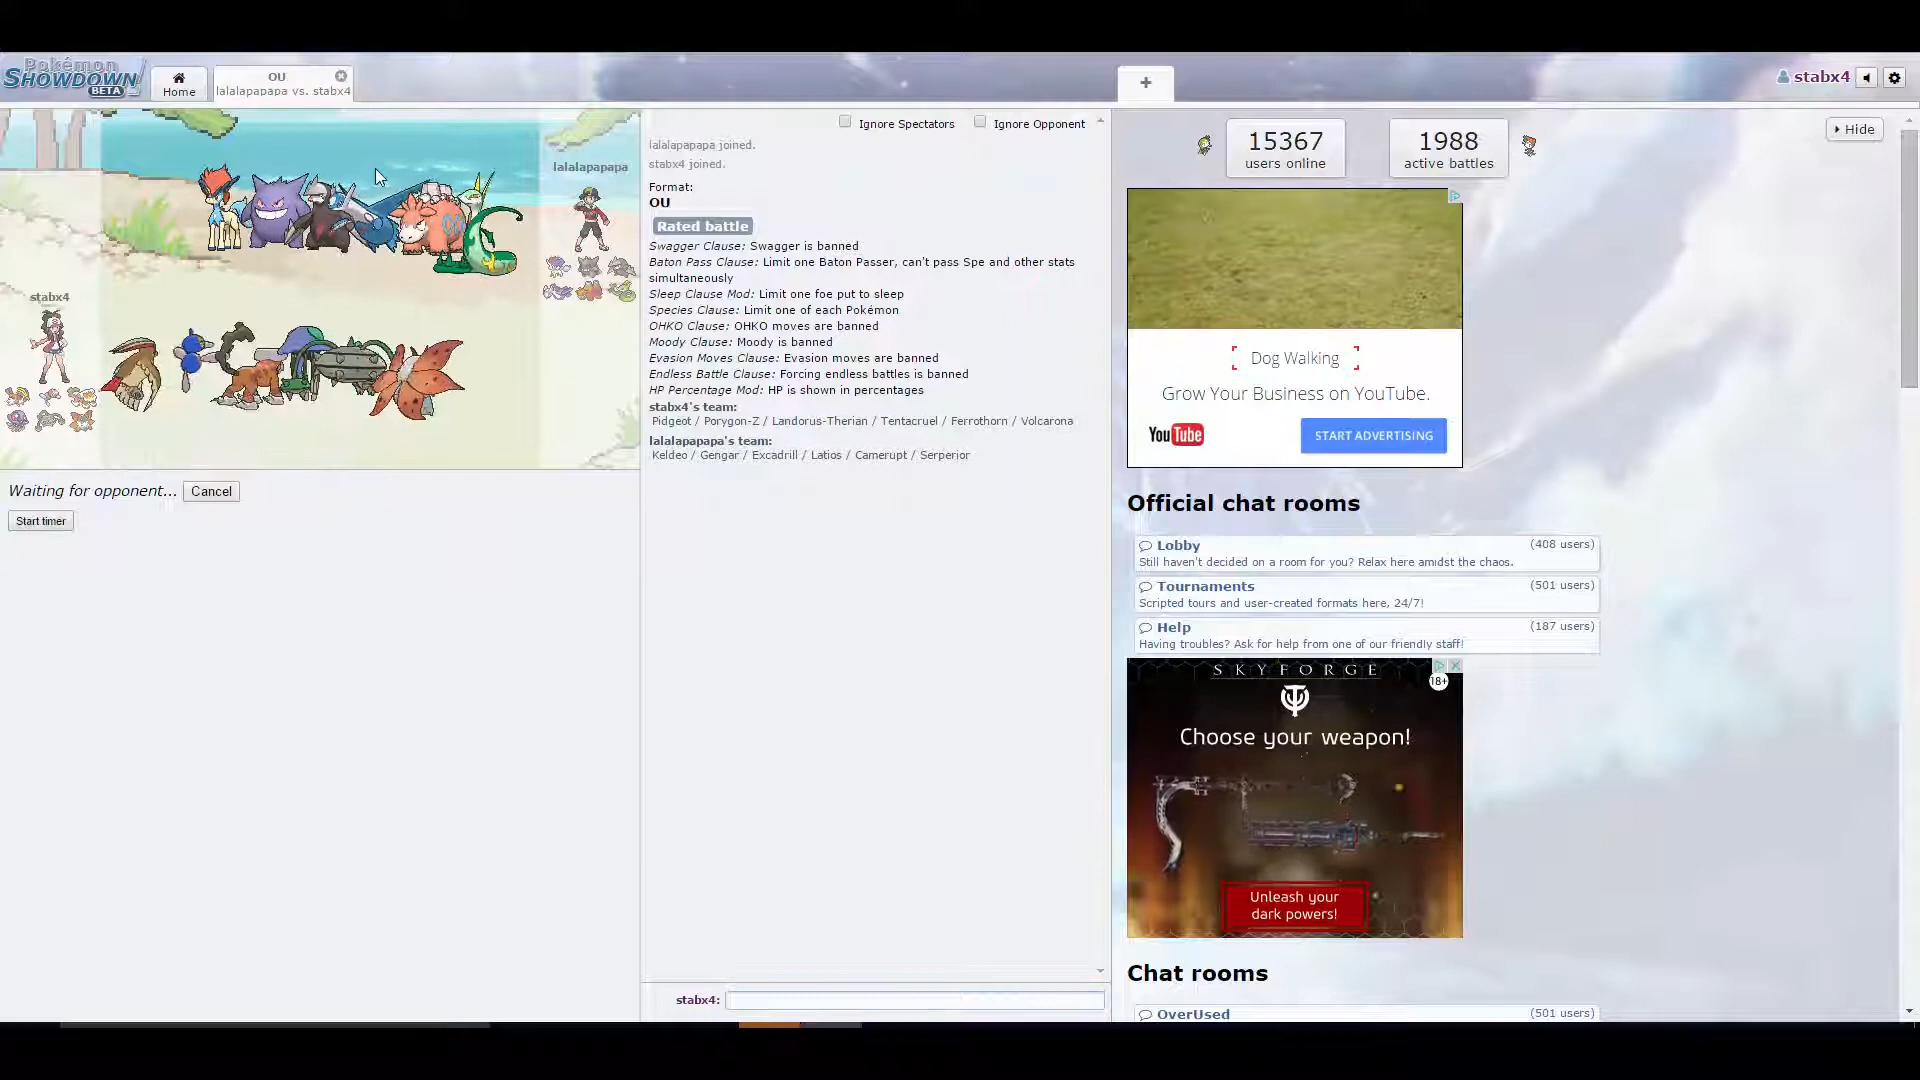 Pokémon
SHOWDOWN!
BETA
Home
OU
lalalapapapa vs. stabx4
+
stabx4
lalalapapapa
stabx4
Waiting for opponent... Cancel
Start timer
Ignore Spectators Ignore Opponent
lalalapapapa joined.
stabx4 joined.
Format:
OU
Rated battle
Swagger Clause: Swagger is banned
Baton Pass Clause: Limit one Baton Passer, can't pass Spe and other stats
simultaneously
Sleep Clause Mod: Limit one foe put to sleep
Species Clause: Limit one of each Pokémon
OHKO Clause: OHKO moves are banned
Moody Clause: Moody is banned
Evasion Moves Clause: Evasion moves are banned
Endless Battle Clause: Forcing endless battles is banned
HP Percentage Mod: HP is shown in percentages
stabx4's team:
Pidgeot / Porygon-Z / Landorus-Therian / Tentacruel / Ferrothorn / Volcarona
lalalapapapa's team:
Keldeo / Gengar / Excadrill / Latios / Camerupt / Serperior
stabx4:
15367
users online
1988
active battles
Hide
Dog Walking
Grow Your Business on YouTube.
YouTube
START ADVERTISING
Official chat rooms
Lobby (408 users)
Still haven't decided on a room for you? Relax here amidst the chaos.
Tournaments (501 users)
Scripted tours and user-created formats here, 24/7!
Help (187 users)
Having troubles? Ask for help from one of our friendly staff!
SKYFORGE
18+
Choose your weapon!
Unleash your
dark powers!
Chat rooms
OverUsed (501 users)